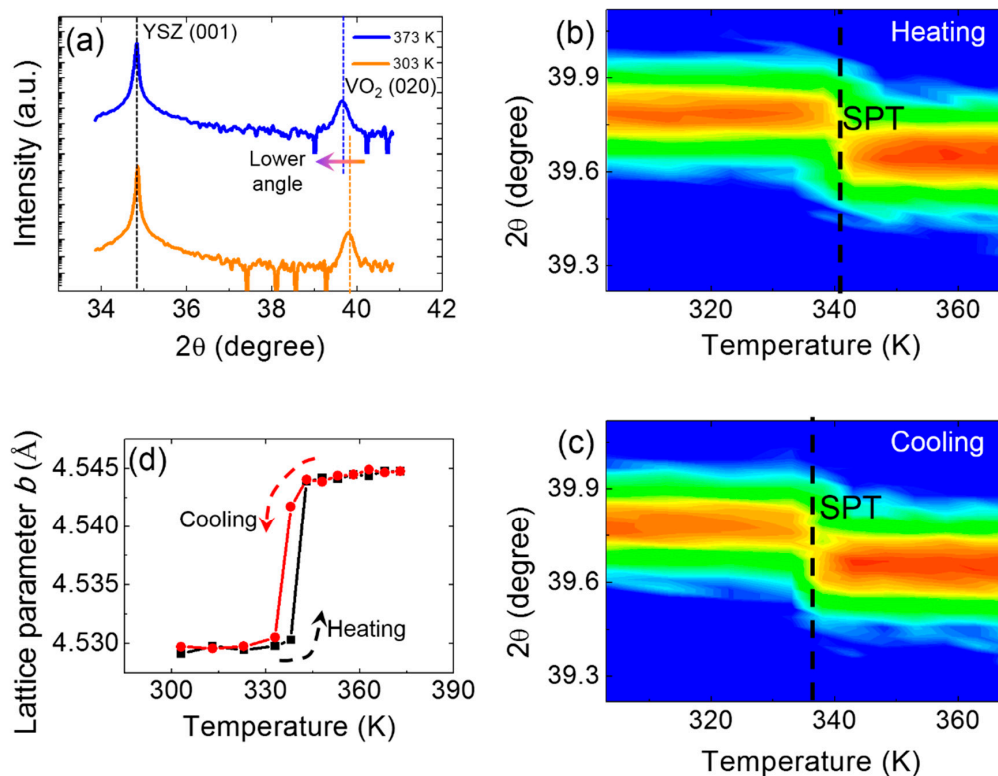 (a)
YSZ (001)
373 K
303 K
VO₂ (020)
Lower
angle
Intensity (a.u.)
34 36 38 40 42
2θ (degree)
(b)
Heating
SPT
39.9
39.6
39.3
2θ (degree)
320 340 360
Temperature (K)
(d)
4.545
4.540
4.535
4.530
Lattice parameter b (Å)
Cooling
Heating
300 330 360 390
Temperature (K)
(c)
Cooling
SPT
39.9
39.6
39.3
2θ (degree)
320 340 360
Temperature (K)